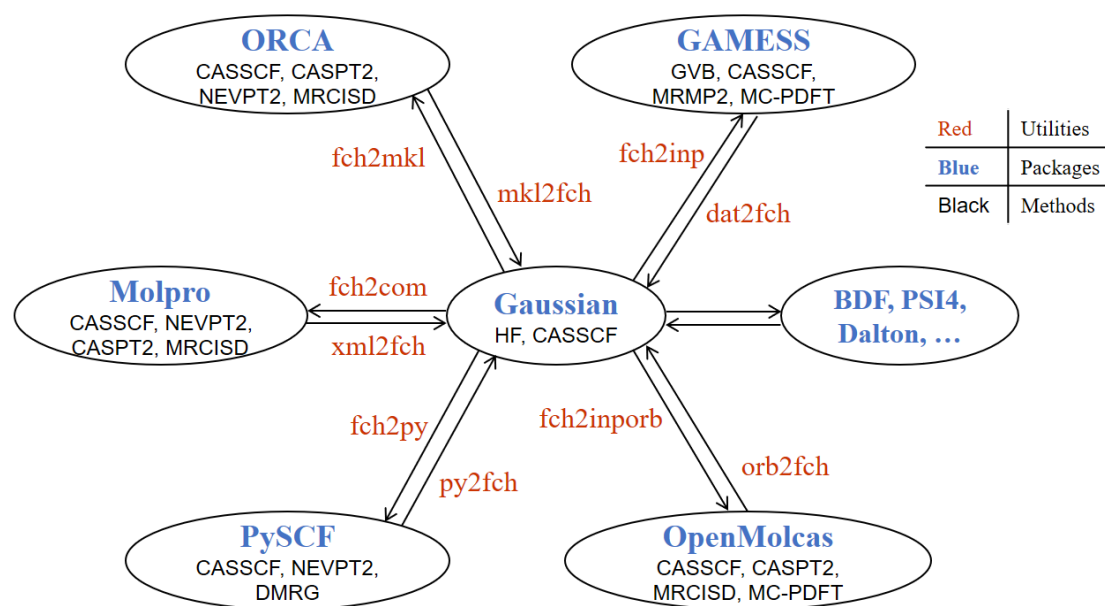 ORCA
CASSCF, CASPT2,
NEVPT2, MRCISD
GAMESS
GVB, CASSCF,
MRMP2, MC-PDFT
Red Utilities
Blue Packages
Black Methods
fch2mkl
mkl2fch
fch2inp
dat2fch
Molpro
CASSCF, NEVPT2,
CASPT2, MRCISD
fch2com
xml2fch
Gaussian
HF, CASSCF
BDF, PSI4,
Dalton, …
fch2py
py2fch
fch2inporb
orb2fch
PySCF
CASSCF, NEVPT2,
DMRG
OpenMolcas
CASSCF, CASPT2,
MRCISD, MC-PDFT